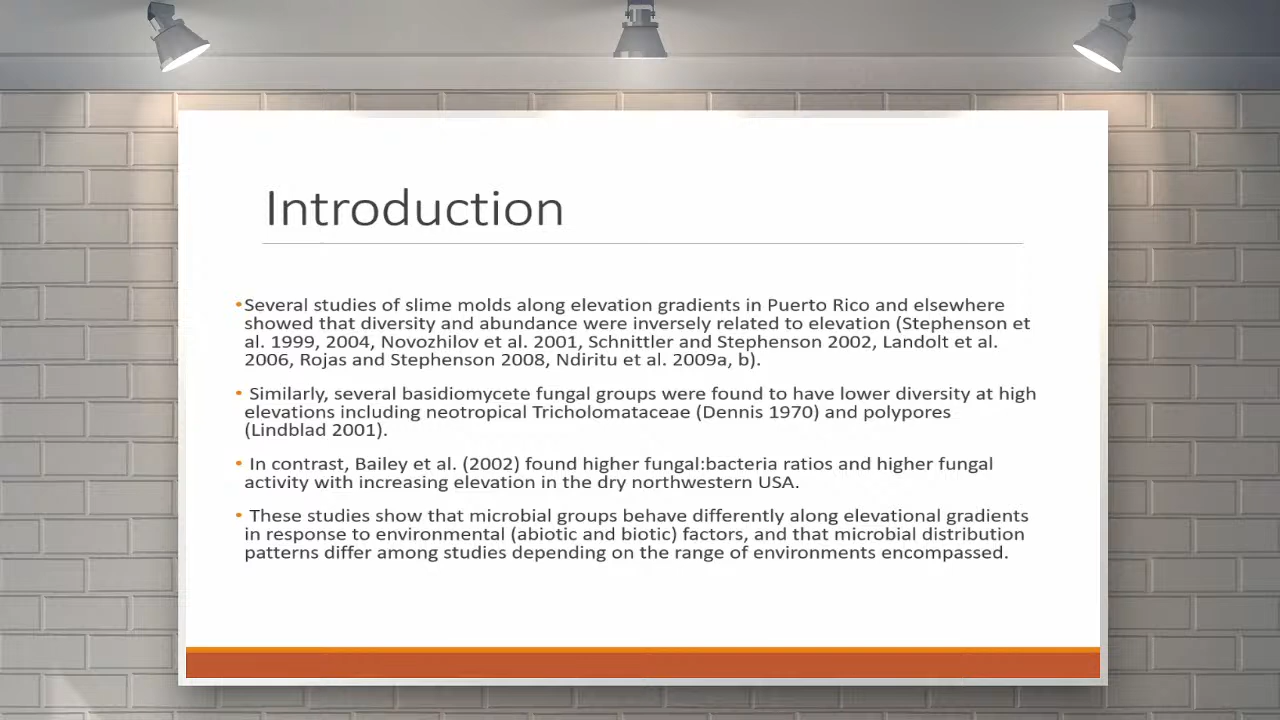 Introduction
•Several studies of slime molds along elevation gradients in Puerto Rico and elsewhere
showed that diversity and abundance were inversely related to elevation (Stephenson et
al. 1999, 2004, Novozhilov et al. 2001, Schnittler and Stephenson 2002, Landolt et al.
2006, Rojas and Stephenson 2008, Ndiritu et al. 2009a, b).
• Similarly, several basidiomycete fungal groups were found to have lower diversity at high
elevations including neotropical Tricholomataceae (Dennis 1970) and polypores
(Lindblad 2001).
• In contrast, Bailey et al. (2002) found higher fungal:bacteria ratios and higher fungal
activity with increasing elevation in the dry northwestern USA.
• These studies show that microbial groups behave differently along elevational gradients
in response to environmental (abiotic and biotic) factors, and that microbial distribution
patterns differ among studies depending on the range of environments encompassed.